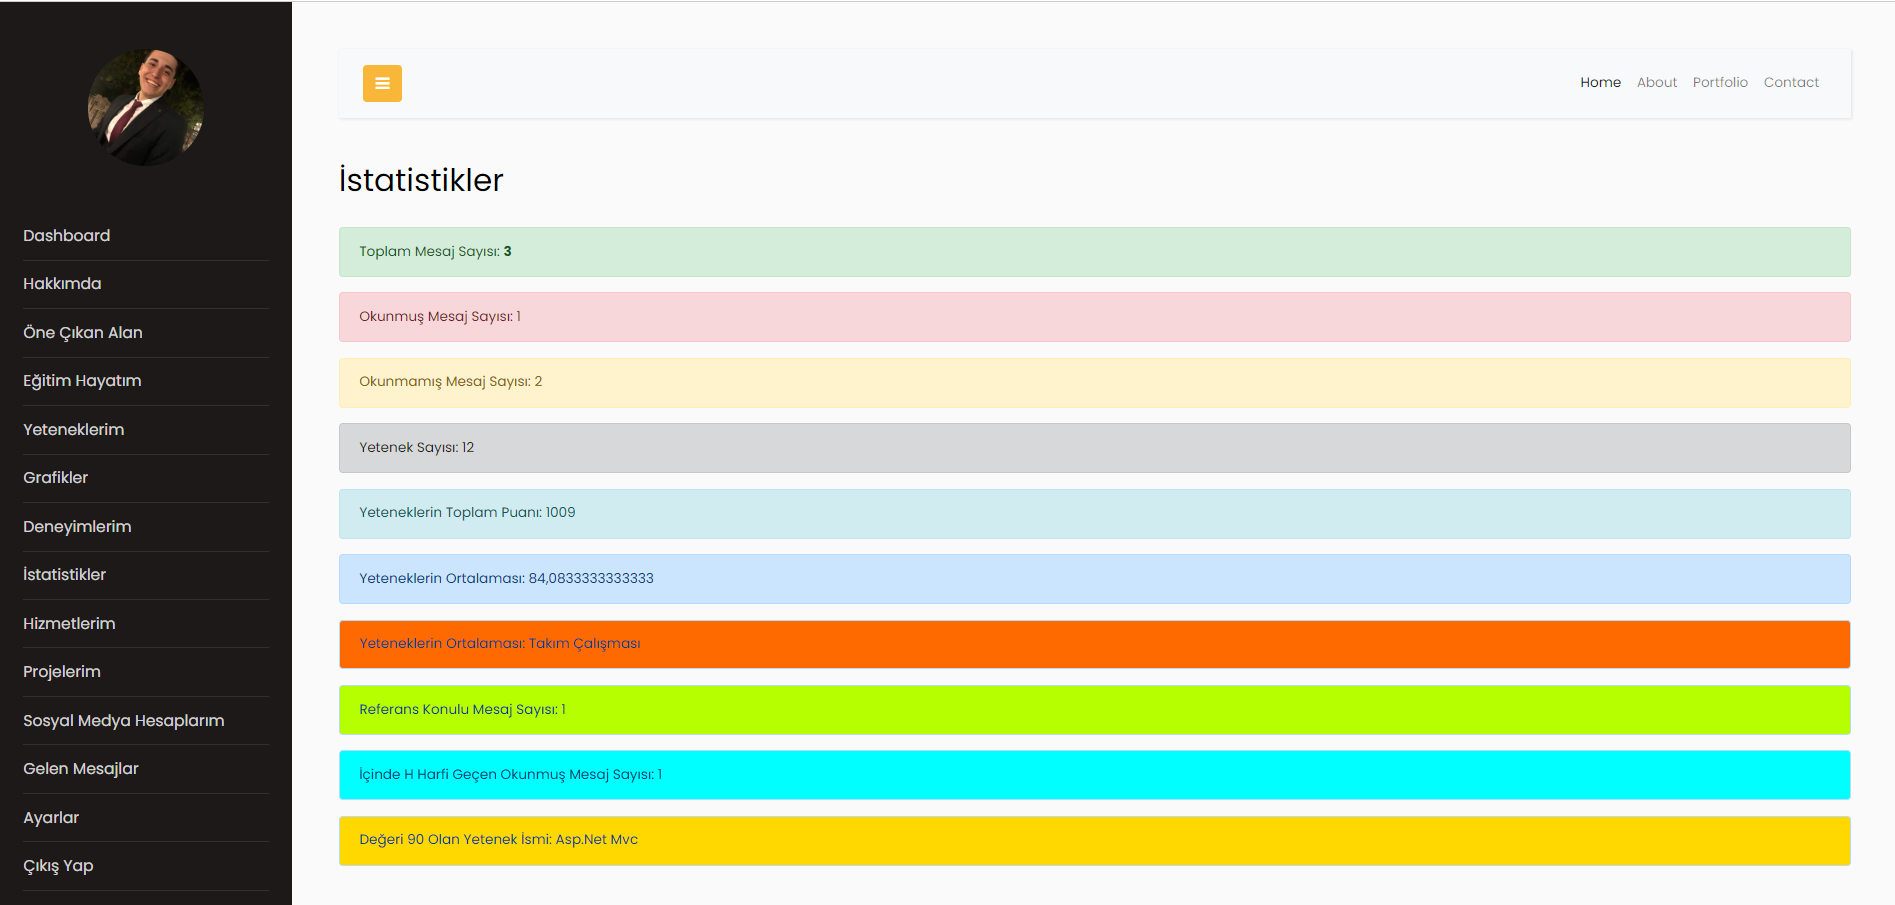 Dashboard
Hakkımda
Öne Çıkan Alan
Eğitim Hayatım
Yeteneklerim
Grafikler
Deneyimlerim
İstatistikler
Hizmetlerim
Projelerim
Sosyal Medya Hesaplarım
Gelen Mesajlar
Ayarlar
Çıkış Yap
Home About Portfolio Contact
İstatistikler
Toplam Mesaj Sayısı: 3
Okunmuş Mesaj Sayısı: 1
Okunmamış Mesaj Sayısı: 2
Yetenek Sayısı: 12
Yeteneklerin Toplam Puanı: 1009
Yeteneklerin Ortalaması: 84,0833333333333
Yeteneklerin Ortalaması: Takım Çalışması
Referans Konulu Mesaj Sayısı: 1
İçinde H Harfi Geçen Okunmuş Mesaj Sayısı: 1
Değeri 90 Olan Yetenek İsmi: Asp.Net Mvc